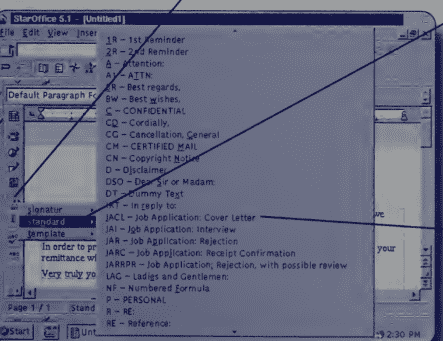 StarOffice 5.1 - [Untitled1]
File Edit View Inser
Default Paragraph Fo
1R - 1st Reminder
2R - 2nd Reminder
A - Attention:
A1 - ATTN:
BR - Best regards,
BW - Best wishes,
C - CONFIDENTIAL
CD - Cordially,
CG - Cancellation, General
CM - CERTIFIED MAIL
CN - Copyright Notice
D - Disclaimer
DSO - Dear Sir or Madam:
DT - Dummy Text
IRT - In reply to:
JACL - Job Application: Cover Letter
JAI - Job Application: Interview
JAR - Job Application: Rejection
JARC - Job Application: Receipt Confirmation
JARRPR - Job Application; Rejection, with possible review
LAG - Ladies and Gentlemen:
NF - Numbered Formula
P - PERSONAL
R - RE:
RE - Reference:
signatur
standard
template
we
In order to pr
your
remittance wi
Very truly yo
Page 1 / 1 Stand
Start
Unt
2:30 PM